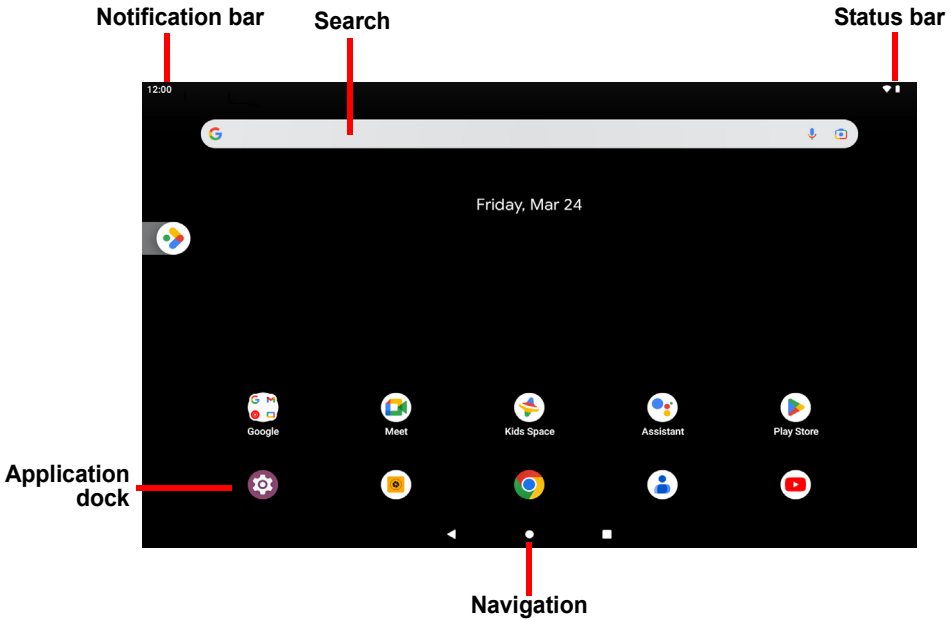 Notification bar
Search
Status bar
12:00
Friday, Mar 24
Google
Meet
Kids Space
Assistant
Play Store
Application
dock
Navigation